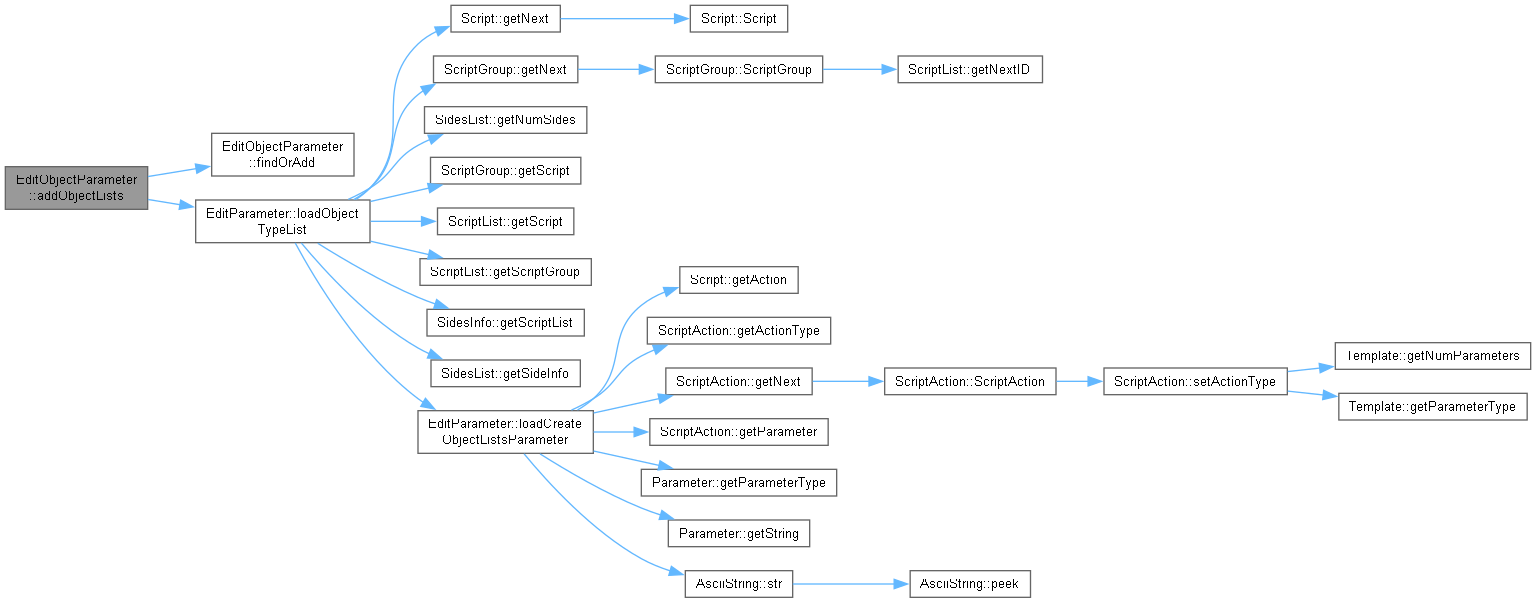 Script::getNext
Script::Script
ScriptGroup::getNext
ScriptGroup::ScriptGroup
ScriptList::getNextID
SidesList::getNumSides
EditObjectParameter
::findOrAdd
ScriptGroup::getScript
EditObjectParameter
::addObjectLists
EditParameter::loadObject
TypeList
ScriptList::getScript
ScriptList::getScriptGroup
Script::getAction
SidesInfo::getScriptList
ScriptAction::getActionType
Template::getNumParameters
SidesList::getSideInfo
ScriptAction::getNext
ScriptAction::ScriptAction
ScriptAction::setActionType
Template::getParameterType
EditParameter::loadCreate
ObjectListsParameter
ScriptAction::getParameter
Parameter::getParameterType
Parameter::getString
AsciiString::str
AsciiString::peek